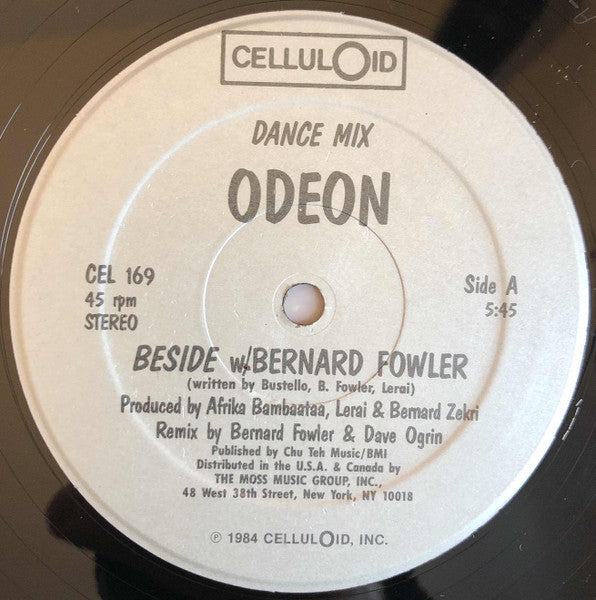 CELLULOID
DANCE MIX
ODEON
CEL 169
45 rpm
STEREO
Side A
5:45
BESIDE w/BERNARD FOWLER
(written by Bustello, B. Fowler, Lerai)
Produced by Afrika Bambaataa, Lerai & Bernard Zekri
Remix by Bernard Fowler & Dave Ogrin
Published by Chu Teh Music/BMI
Distributed in the U.S.A. & Canada by
THE MOSS MUSIC GROUP, INC.,
48 West 38th Street, New York, NY 10018
℗ 1984 CELLULOID, INC.